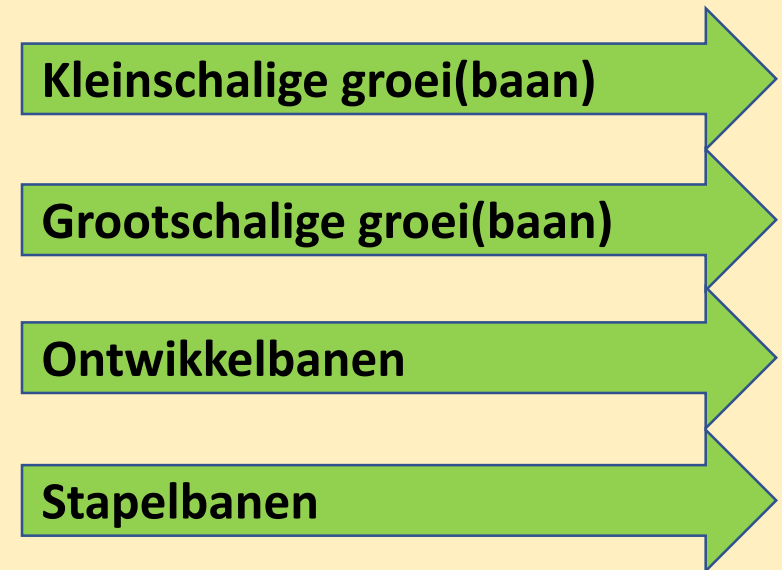 Kleinschalige groei(baan)
Grootschalige groei(baan)
Ontwikkelbanen
Stapelbanen